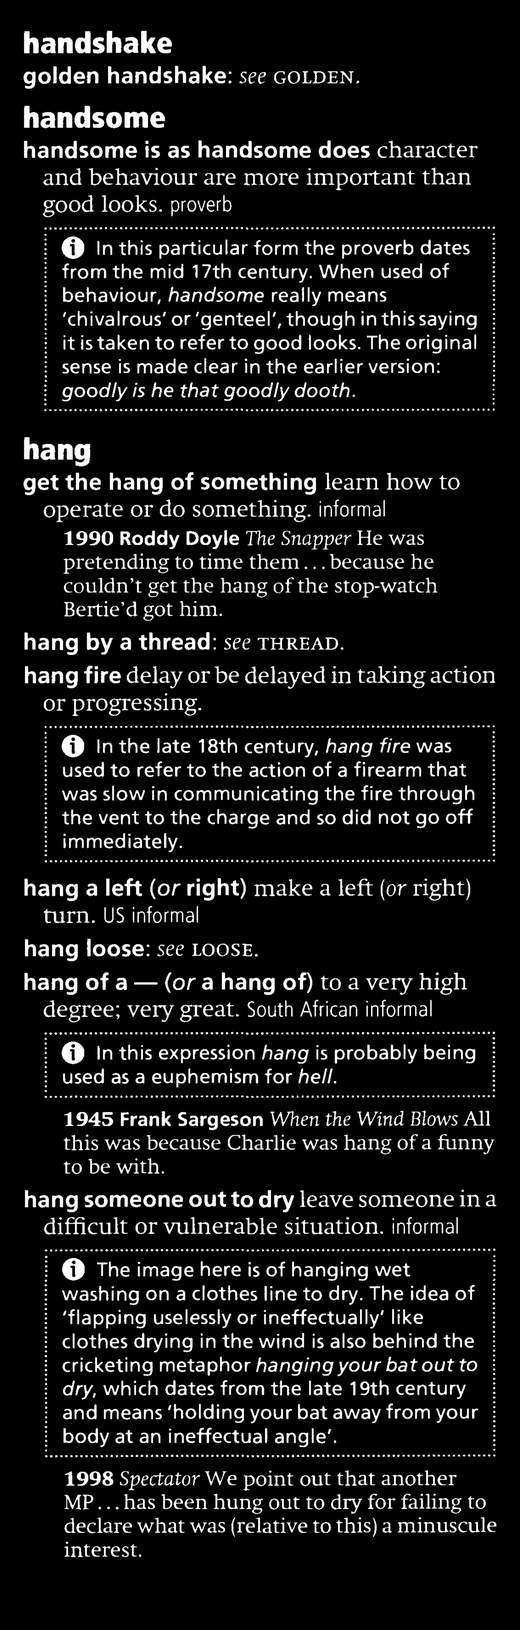 handshake
golden handshake: see GOLDEN.
handsome
handsome is as handsome does character
and behaviour are more important than
good looks. proverb
i In this particular form the proverb dates
from the mid 17th century. When used of
behaviour, handsome really means
'chivalrous' or 'genteel', though in this saying
it is taken to refer to good looks. The original
sense is made clear in the earlier version:
goodly is he that goodly dooth.
hang
get the hang of something learn how to
operate or do something. informal
1990 Roddy Doyle The Snapper He was
pretending to time them ... because he
couldn't get the hang of the stop-watch
Bertie'd got him.
hang by a thread: see THREAD.
hang fire delay or be delayed in taking action
or progressing.
i In the late 18th century, hang fire was
used to refer to the action of a firearm that
was slow in communicating the fire through
the vent to the charge and so did not go off
immediately.
hang a left (or right) make a left (or right)
turn. US informal
hang loose: see LOOSE.
hang of a — (or a hang of) to a very high
degree; very great. South African informal
i In this expression hang is probably being
used as a euphemism for hell.
1945 Frank Sargeson When the Wind Blows All
this was because Charlie was hang of a funny
to be with.
hang someone out to dry leave someone in a
difficult or vulnerable situation. informal
i The image here is of hanging wet
washing on a clothes line to dry. The idea of
'flapping uselessly or ineffectually' like
clothes drying in the wind is also behind the
cricketing metaphor hanging your bat out to
dry, which dates from the late 19th century
and means 'holding your bat away from your
body at an ineffectual angle'.
1998 Spectator We point out that another
MP ... has been hung out to dry for failing to
declare what was (relative to this) a minuscule
interest.